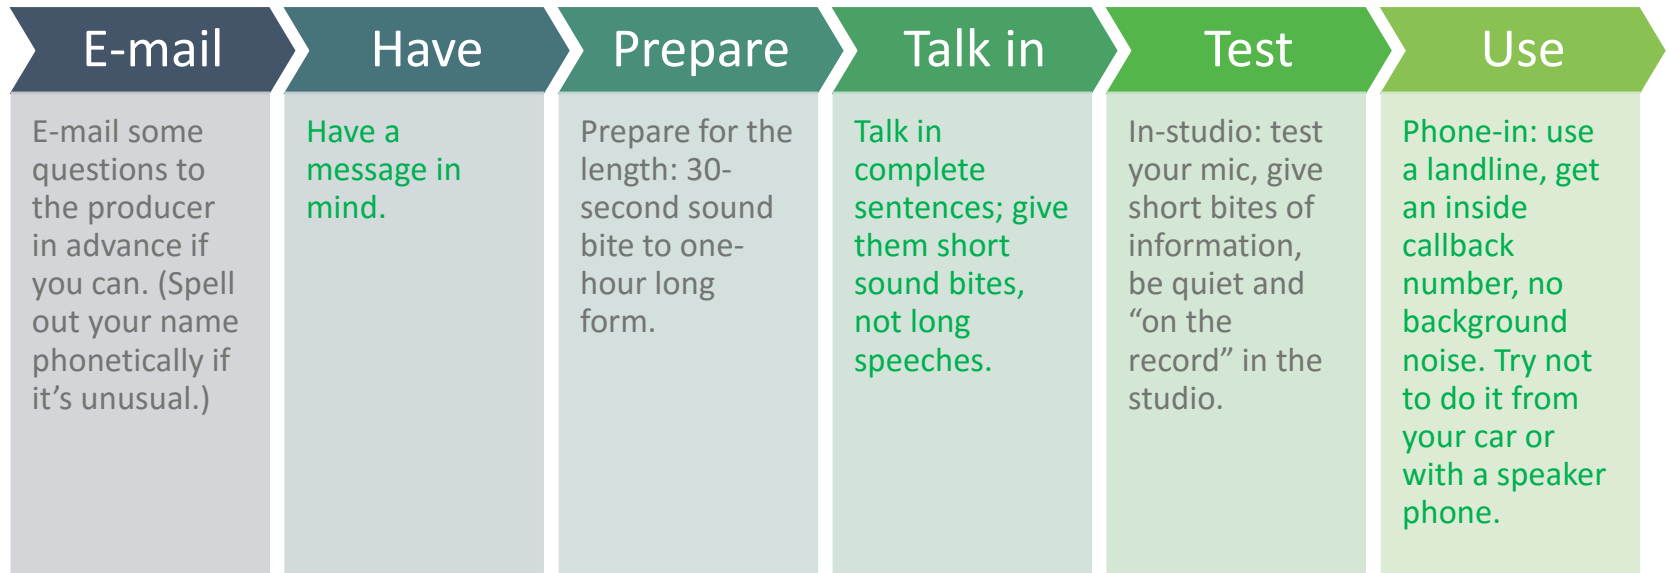 E-mail
E-mail some
questions to
the producer
in advance if
you can. (Spell
out your name
phonetically if
it’s unusual.)
Have
Have a
message in
mind.
Prepare
Prepare for the
length: 30-
second sound
bite to one-
hour long
form.
Talk in
Talk in
complete
sentences; give
them short
sound bites,
not long
speeches.
Test
In-studio: test
your mic, give
short bites of
information,
be quiet and
“on the
record” in the
studio.
Use
Phone-in: use
a landline, get
an inside
callback
number, no
background
noise. Try not
to do it from
your car or
with a speaker
phone.